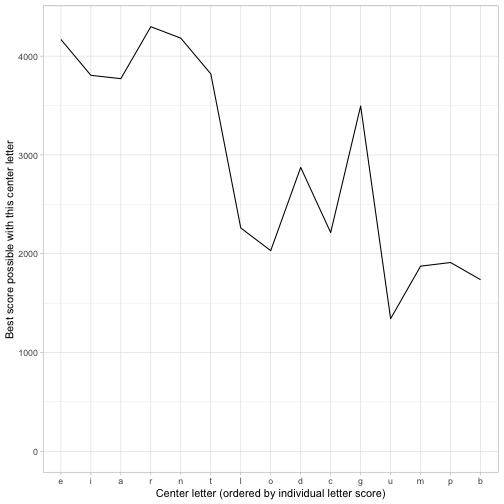 4000
3000
2000
1000
0
Best score possible with this center letter
e i a r n t l o d c g u m p b
Center letter (ordered by individual letter score)